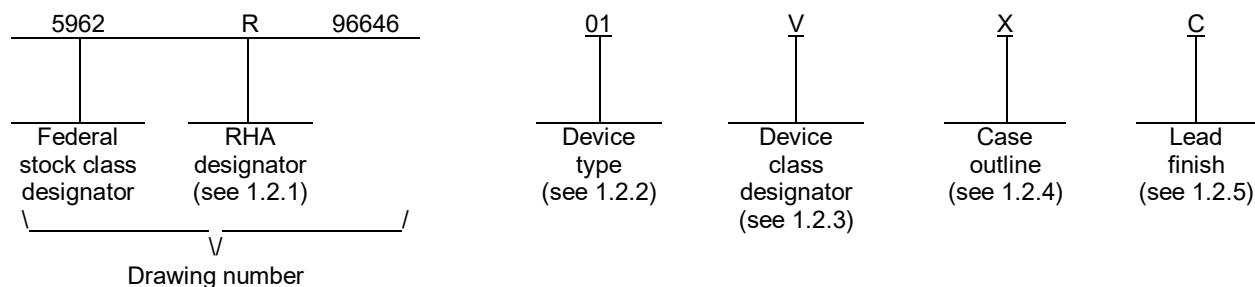 5962 R 96646 01 V X C
Federal stock class designator
RHA designator (see 1.2.1)
Device type (see 1.2.2)
Device class designator (see 1.2.3)
Case outline (see 1.2.4)
Lead finish (see 1.2.5)
Drawing number